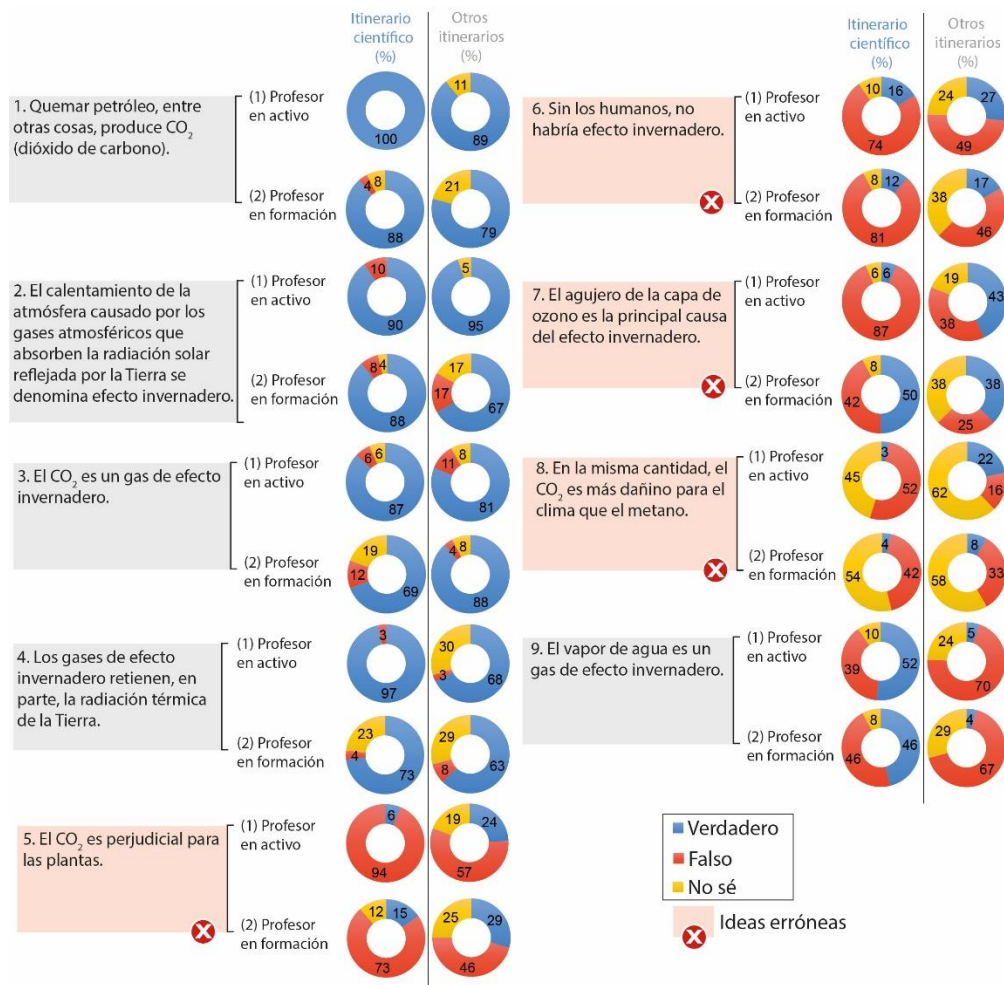 Itinerario
científico
(%)
Otros
itinerarios
(%)
1. Quemar petróleo, entre
otras cosas, produce CO₂
(dióxido de carbono).
(1) Profesor
en activo
100
11
89
(2) Profesor
en formación
4
8
88
21
79
2. El calentamiento de la
atmósfera causado por los
gases atmosféricos que
absorben la radiación solar
reflejada por la Tierra se
denomina efecto invernadero.
(1) Profesor
en activo
10
90
5
95
(2) Profesor
en formación
8
4
88
17
17
67
3. El CO₂ es un gas de efecto
invernadero.
(1) Profesor
en activo
6
6
87
11
8
81
(2) Profesor
en formación
19
12
69
4
8
88
4. Los gases de efecto
invernadero retienen, en
parte, la radiación térmica
de la Tierra.
(1) Profesor
en activo
3
97
30
3
68
(2) Profesor
en formación
23
4
73
29
8
63
5. El CO₂ es perjudicial para
las plantas.
(1) Profesor
en activo
6
94
19
24
57
X
(2) Profesor
en formación
12
15
73
25
29
46
Itinerario
científico
(%)
Otros
itinerarios
(%)
6. Sin los humanos, no
habría efecto invernadero.
(1) Profesor
en activo
10
16
74
24
27
49
X
(2) Profesor
en formación
8
12
81
38
17
46
7. El agujero de la capa de
ozono es la principal causa
del efecto invernadero.
(1) Profesor
en activo
6
6
87
19
43
38
X
(2) Profesor
en formación
8
42
50
38
38
25
8. En la misma cantidad, el
CO₂ es más dañino para el
clima que el metano.
(1) Profesor
en activo
3
45
52
22
62
16
X
(2) Profesor
en formación
4
54
42
8
58
33
9. El vapor de agua es un
gas de efecto invernadero.
(1) Profesor
en activo
10
39
52
24
5
70
(2) Profesor
en formación
8
46
46
29
4
67
Verdadero
Falso
No sé
X
Ideas erróneas